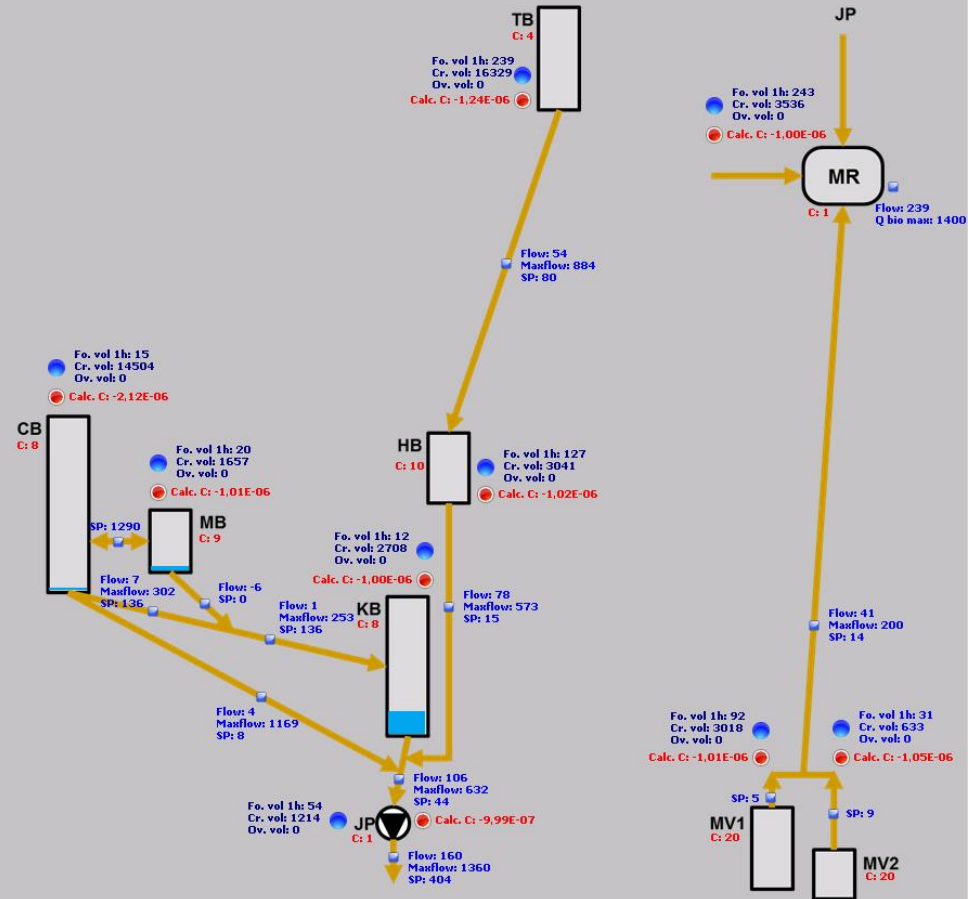 TB
C: 4
Fo. vol 1h: 239
Cr. vol: 16329
Ov. vol: 0
Calc. C: -1,24E-06
JP
Fo. vol 1h: 243
Cr. vol: 3536
Ov. vol: 0
Calc. C: -1,00E-06
MR
C: 1
Flow: 239
Q bio max: 1400
Flow: 54
Maxflow: 884
SP: 80
Fo. vol 1h: 15
Cr. vol: 14504
Ov. vol: 0
Calc. C: -2,12E-06
CB
C: 8
Fo. vol 1h: 20
Cr. vol: 1657
Ov. vol: 0
Calc. C: -1,01E-06
MB
C: 9
SP: 1290
HB
C: 10
Fo. vol 1h: 127
Cr. vol: 3041
Ov. vol: 0
Calc. C: -1,02E-06
Fo. vol 1h: 12
Cr. vol: 2708
Ov. vol: 0
Calc. C: -1,00E-06
KB
C: 8
Flow: 7
Maxflow: 302
SP: 136
Flow: -6
SP: 0
Flow: 1
Maxflow: 253
SP: 136
Flow: 78
Maxflow: 573
SP: 15
Flow: 41
Maxflow: 200
SP: 14
Flow: 4
Maxflow: 1169
SP: 8
Flow: 106
Maxflow: 632
SP: 44
Fo. vol 1h: 54
Cr. vol: 1214
Ov. vol: 0
JP
C: 1
Calc. C: -9,99E-07
Flow: 160
Maxflow: 1360
SP: 404
Fo. vol 1h: 92
Cr. vol: 3018
Ov. vol: 0
Calc. C: -1,01E-06
Fo. vol 1h: 31
Cr. vol: 633
Ov. vol: 0
Calc. C: -1,05E-06
SP: 5
SP: 9
MV1
C: 20
MV2
C: 20